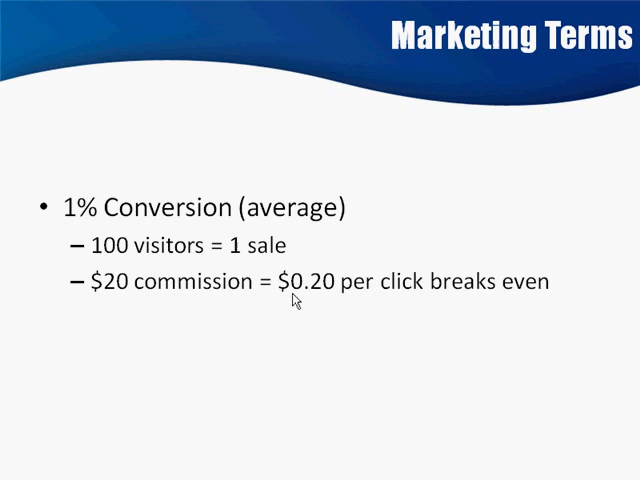 Marketing Terms
• 1% Conversion (average)
– 100 visitors = 1 sale
– $20 commission = $0.20 per click breaks even